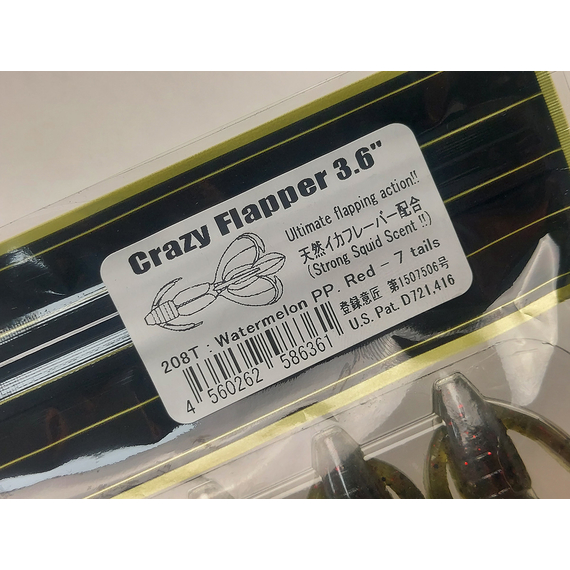 Crazy Flapper 3.6"
Ultimate flapping action!!
天然イカフレーバー配合
(Strong Squid Scent !!)
208T : Watermelon PP. Red - 7 tails
登録意匠 第1507506号
U.S. Pat. D721,416
4 560262 586361